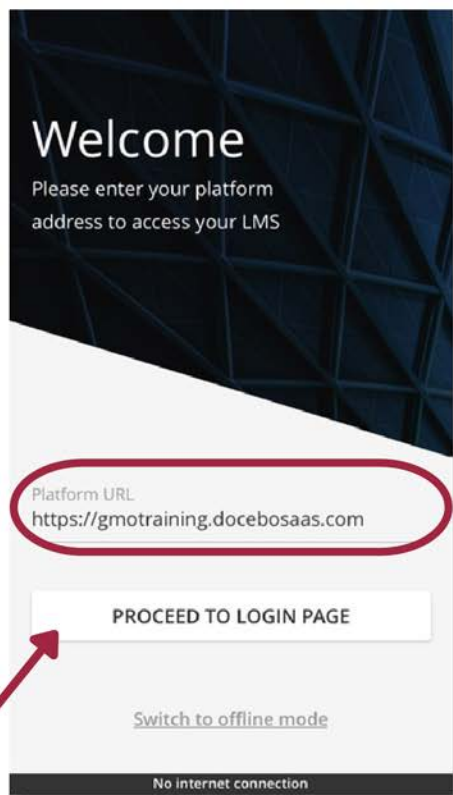 Welcome
Please enter your platform
address to access your LMS
Platform URL
https://gmotraining.docebosaas.com
PROCEED TO LOGIN PAGE
Switch to offline mode
No internet connection